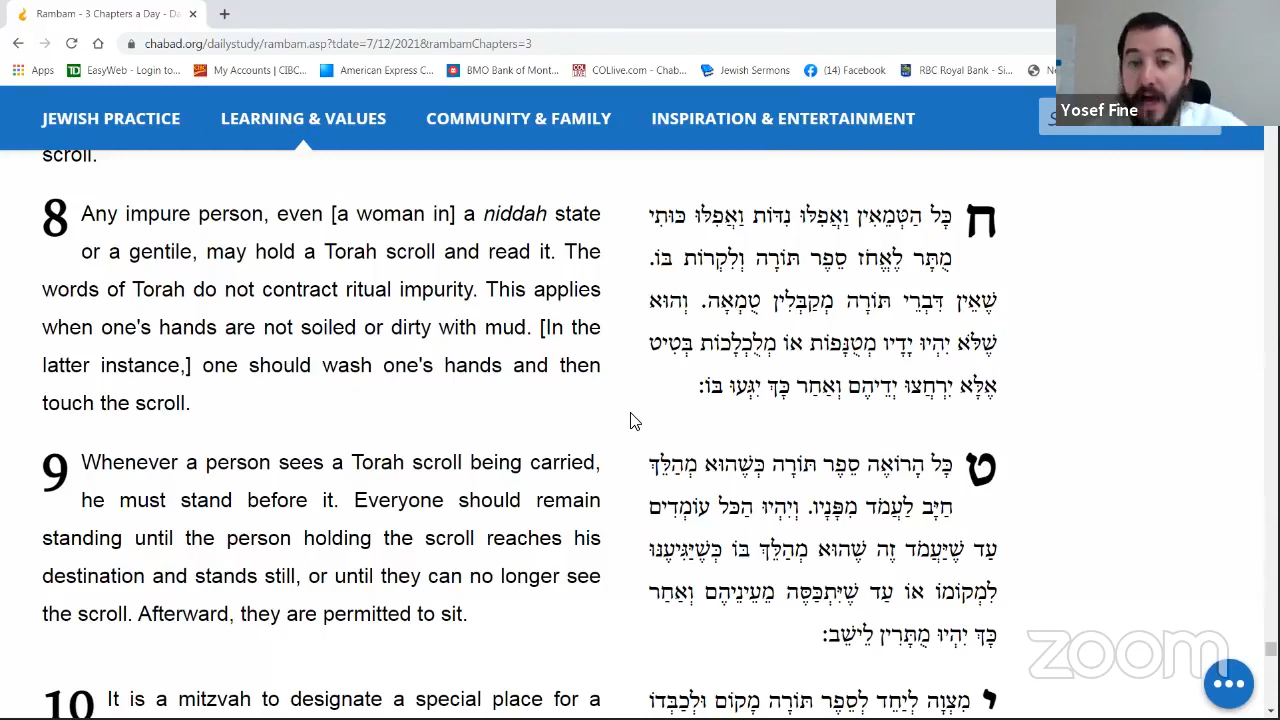 Rambam - 3 Chapters a Day - Da
chabad.org/dailystudy/rambam.asp?tdate=7/12/2021&rambamChapters=3
Apps EasyWeb - Login to... My Accounts | CIBC... American Express C... BMO Bank of Mont... COLlive.com - Chab... Jewish Sermons (14) Facebook RBC Royal Bank - Si... Ne
Yosef Fine
JEWISH PRACTICE LEARNING & VALUES COMMUNITY & FAMILY INSPIRATION & ENTERTAINMENT
scroll.
8 Any impure person, even [a woman in] a niddah state
or a gentile, may hold a Torah scroll and read it. The
words of Torah do not contract ritual impurity. This applies
when one's hands are not soiled or dirty with mud. [In the
latter instance,] one should wash one's hands and then
touch the scroll.
ח כָּל הַטְּמֵאִין וַאֲפִלּוּ נִדּוֹת וַאֲפִלּוּ כּוּתִי
מֻתָּר לֶאֱחֹז סֵפֶר תּוֹרָה וְלִקְרוֹת בּוֹ.
שֶׁאֵין דִּבְרֵי תּוֹרָה מְקַבְּלִין טֻמְאָה. וְהוּא
שֶׁלֹּא יִהְיוּ יָדָיו מְטֻנָּפוֹת אוֹ מְלֻכְלָכוֹת בְּטִיט
אֶלָּא יִרְחֲצוּ יְדֵיהֶם וְאַחַר כָּךְ יִגְּעוּ בּוֹ:
9 Whenever a person sees a Torah scroll being carried,
he must stand before it. Everyone should remain
standing until the person holding the scroll reaches his
destination and stands still, or until they can no longer see
the scroll. Afterward, they are permitted to sit.
ט כָּל הָרוֹאֶה סֵפֶר תּוֹרָה כְּשֶׁהוּא מְהַלֵּךְ
חַיָּב לַעֲמֹד מִפָּנָיו. וְיִהְיוּ הַכּל עוֹמְדִים
עַד שֶׁיַּעֲמֹד זֶה שֶׁהוּא מְהַלֵּךְ בּוֹ כְּשֶׁיַּגִּיעֶנּוּ
לִמְקוֹמוֹ אוֹ עַד שֶׁיִּתְכַּסֶּה מֵעֵינֵיהֶם וְאַחַר
כָּךְ יִהְיוּ מֻתָּרִין לֵישֵׁב:
10 It is a mitzvah to designate a special place for a
י מִצְוָה לְיַחֵד לְסֵפֶר תּוֹרָה מָקוֹם וּלְכַבְּדוֹ
zoom